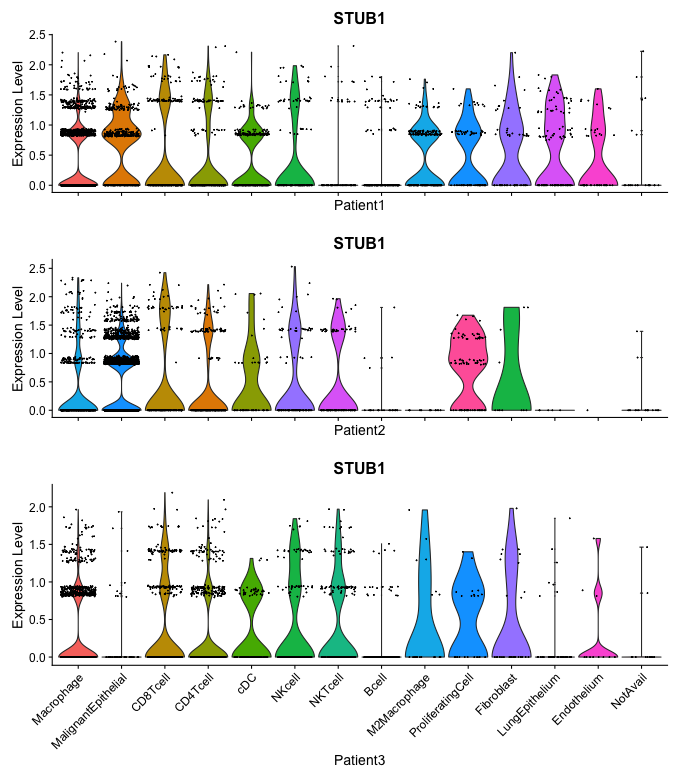 STUB1
Expression Level
2.5
2.0
1.5
1.0
0.5
0.0
Patient1
STUB1
Expression Level
2.5
2.0
1.5
1.0
0.5
0.0
Patient2
STUB1
Expression Level
2.0
1.5
1.0
0.5
0.0
Macrophage
MalignantEpithelial
CD8Tcell
CD4Tcell
cDC
NKcell
NKTcell
Bcell
M2Macrophage
ProliferatingCell
Fibroblast
LungEpithelium
Endothelium
NotAvail
Patient3